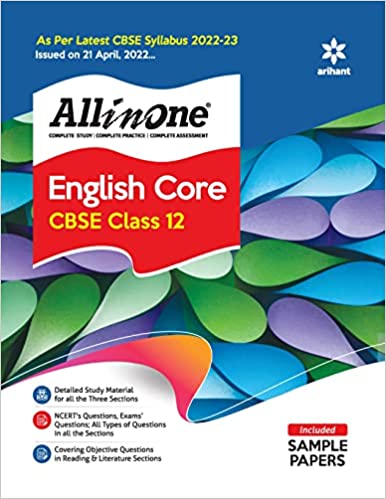 As Per Latest CBSE Syllabus 2022-23
Issued on 21 April, 2022...
arihant
All in One®
COMPLETE STUDY | COMPLETE PRACTICE | COMPLETE ASSESSMENT
English Core
CBSE Class 12
Detailed Study Material
for all the Three Sections
NCERT's Questions, Exams'
Questions; All Types of Questions
in all the Sections
Covering Objective Questions
in Reading & Literature Sections
Included
SAMPLE
PAPERS